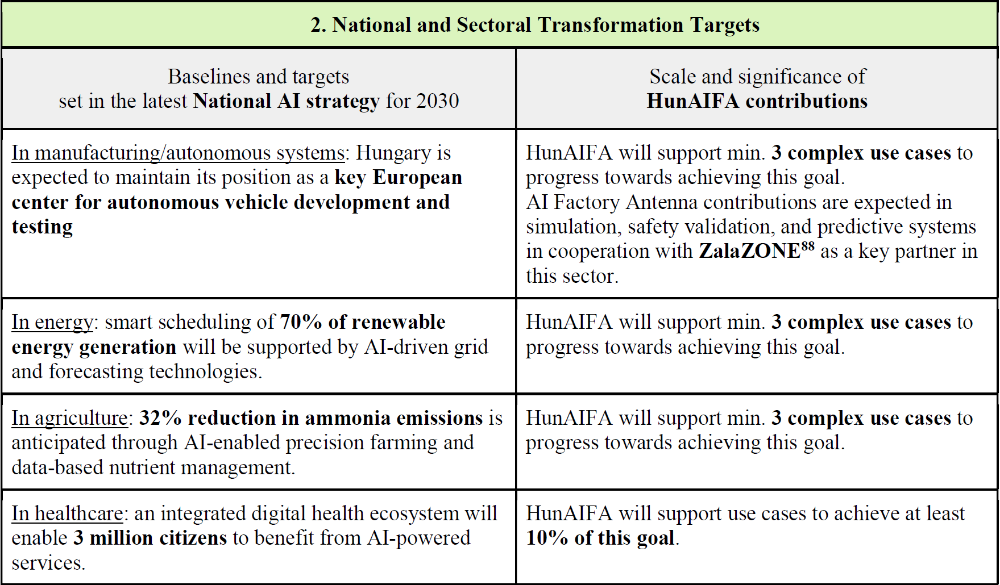 2. National and Sectoral Transformation Targets
Baselines and targets
set in the latest National AI strategy for 2030
Scale and significance of
HunAIFA contributions
In manufacturing/autonomous systems: Hungary is
expected to maintain its position as a key European
center for autonomous vehicle development and
testing
HunAIFA will support min. 3 complex use cases to
progress towards achieving this goal.
AI Factory Antenna contributions are expected in
simulation, safety validation, and predictive systems
in cooperation with ZalaZONE88 as a key partner in
this sector.
In energy: smart scheduling of 70% of renewable
energy generation will be supported by AI-driven grid
and forecasting technologies.
HunAIFA will support min. 3 complex use cases to
progress towards achieving this goal.
In agriculture: 32% reduction in ammonia emissions is
anticipated through AI-enabled precision farming and
data-based nutrient management.
HunAIFA will support min. 3 complex use cases to
progress towards achieving this goal.
In healthcare: an integrated digital health ecosystem will
enable 3 million citizens to benefit from AI-powered
services.
HunAIFA will support use cases to achieve at least
10% of this goal.